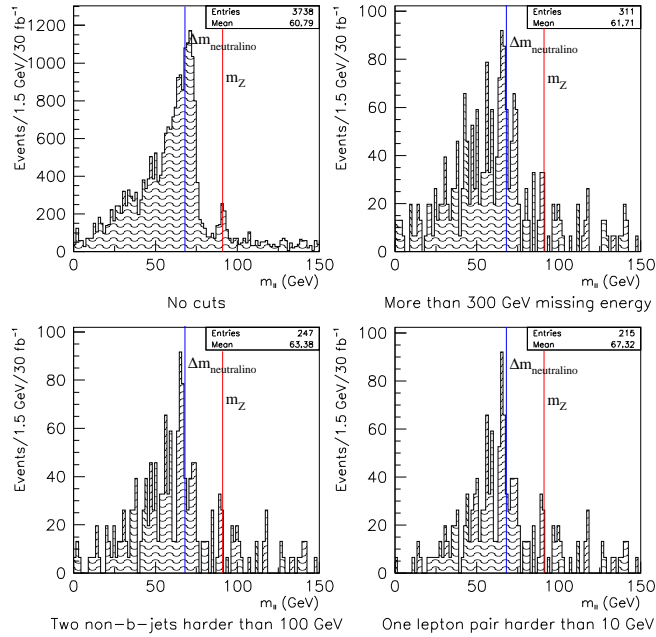 Entries 3738
Mean 60,79
Δm_neutralino
m_Z
Events/1.5 GeV/30 fb⁻¹
0
200
400
600
800
1000
1200
0 50 100 150
m_ll (GeV)
No cuts
Entries 311
Mean 61,71
Δm_neutralino
m_Z
Events/1.5 GeV/30 fb⁻¹
0
20
40
60
80
100
0 50 100 150
m_ll (GeV)
More than 300 GeV missing energy
Entries 247
Mean 63,38
Δm_neutralino
m_Z
Events/1.5 GeV/30 fb⁻¹
0
20
40
60
80
100
0 50 100 150
m_ll (GeV)
Two non-b-jets harder than 100 GeV
Entries 215
Mean 67,32
Δm_neutralino
m_Z
Events/1.5 GeV/30 fb⁻¹
0
20
40
60
80
100
0 50 100 150
m_ll (GeV)
One lepton pair harder than 10 GeV